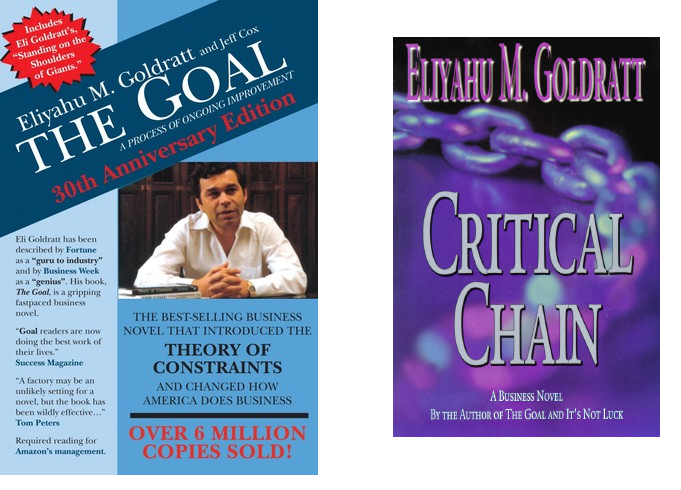 Includes
Eli Goldratt's,
"Standing on the
Shoulders
of Giants."
Eliyahu M. Goldratt and Jeff Cox
THE GOAL
A PROCESS OF ONGOING IMPROVEMENT
30th Anniversary Edition
Eli Goldratt has been
described by Fortune
as a "guru to industry"
and by Business Week
as a "genius". His book,
The Goal, is a gripping
fastpaced business
novel.
"Goal readers are now
doing the best work of
their lives."
Success Magazine
"A factory may be an
unlikely setting for a
novel, but the book has
been wildly effective…"
Tom Peters
Required reading for
Amazon's management.
THE BEST-SELLING BUSINESS
NOVEL THAT INTRODUCED THE
THEORY OF
CONSTRAINTS
AND CHANGED HOW
AMERICA DOES BUSINESS
OVER 6 MILLION
COPIES SOLD!
ELIYAHU M. GOLDRATT
CRITICAL
CHAIN
A BUSINESS NOVEL
BY THE AUTHOR OF THE GOAL AND IT'S NOT LUCK